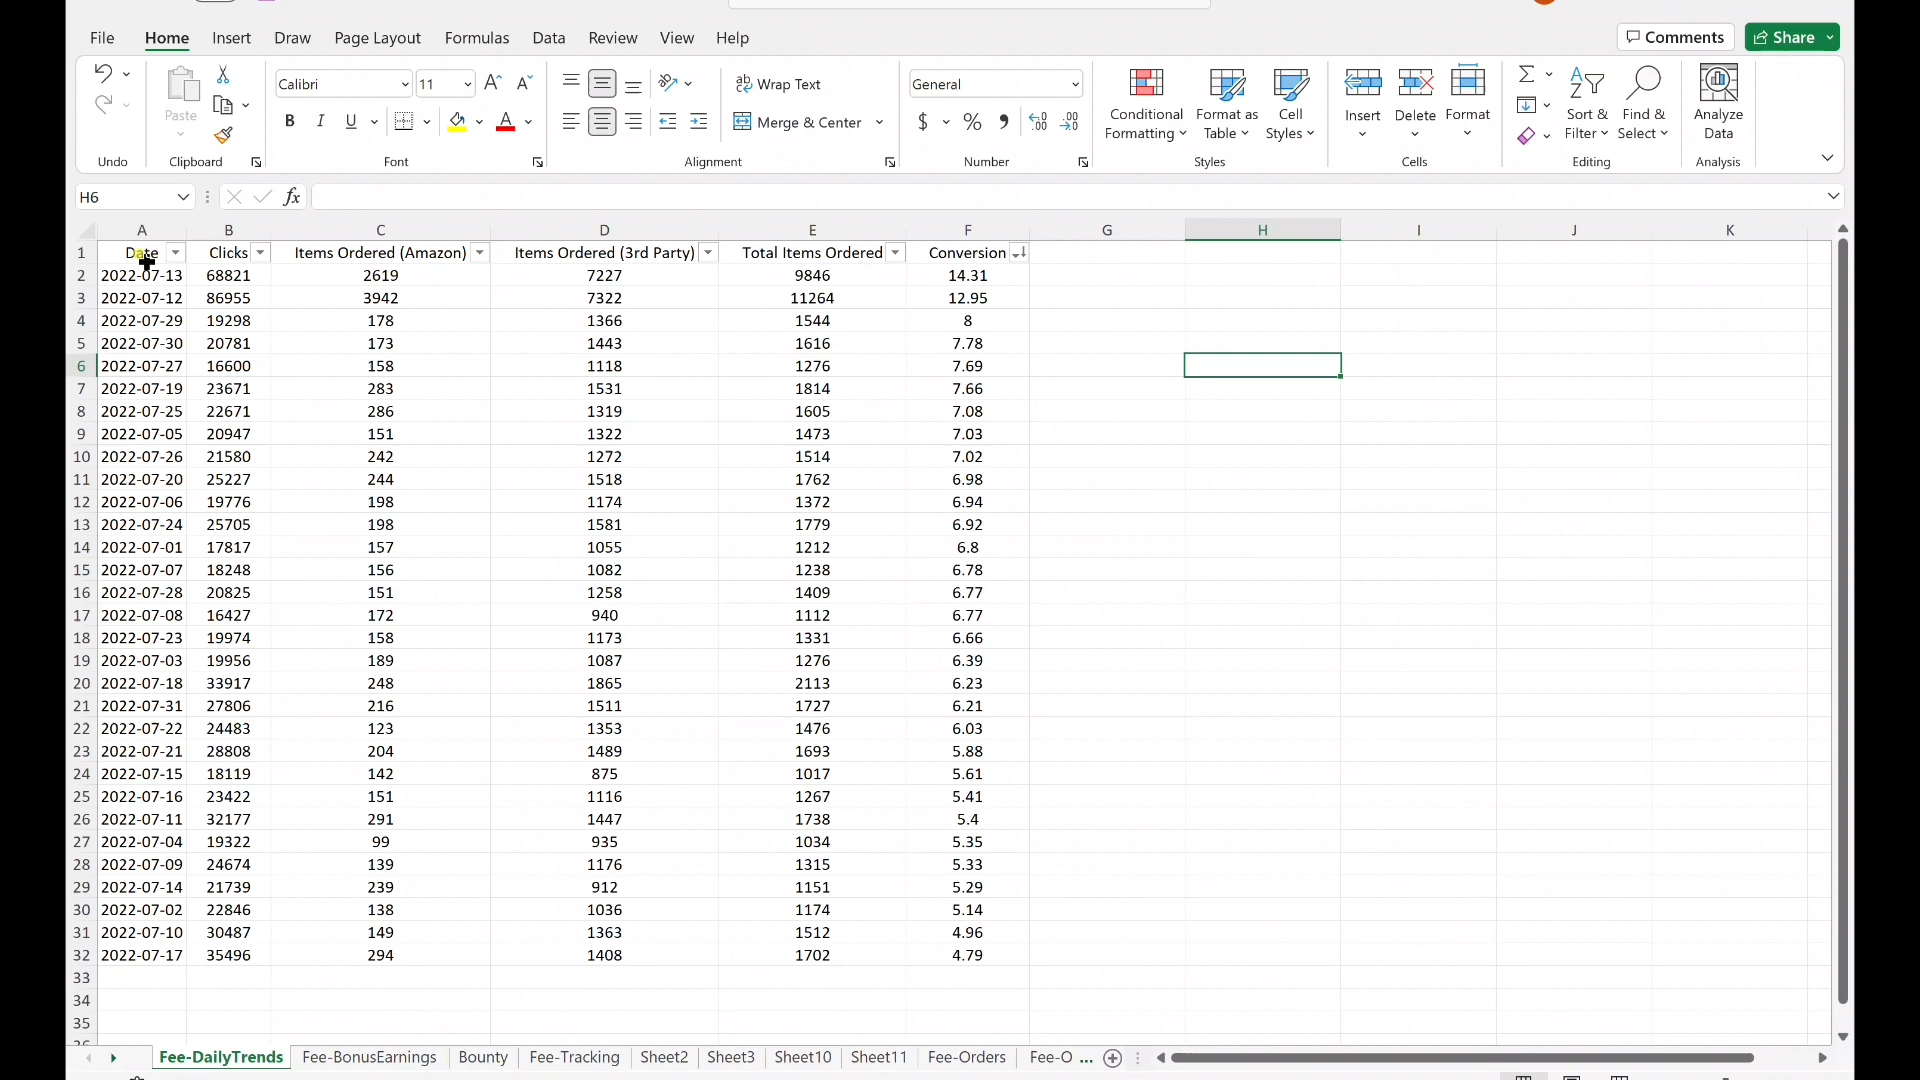 File Home Insert Draw Page Layout Formulas Data Review View Help Comments Share
Calibri 11 Wrap Text General
Paste B I U Merge & Center $ % Conditional Formatting Format as Table Cell Styles Insert Delete Format Sort & Filter Find & Select Analyze Data
Undo Clipboard Font Alignment Number Styles Cells Editing Analysis
H6 fx
A B C D E F G H I J K
1 Date Clicks Items Ordered (Amazon) Items Ordered (3rd Party) Total Items Ordered Conversion
2 2022-07-13 68821 2619 7227 9846 14.31
3 2022-07-12 86955 3942 7322 11264 12.95
4 2022-07-29 19298 178 1366 1544 8
5 2022-07-30 20781 173 1443 1616 7.78
6 2022-07-27 16600 158 1118 1276 7.69
7 2022-07-19 23671 283 1531 1814 7.66
8 2022-07-25 22671 286 1319 1605 7.08
9 2022-07-05 20947 151 1322 1473 7.03
10 2022-07-26 21580 242 1272 1514 7.02
11 2022-07-20 25227 244 1518 1762 6.98
12 2022-07-06 19776 198 1174 1372 6.94
13 2022-07-24 25705 198 1581 1779 6.92
14 2022-07-01 17817 157 1055 1212 6.8
15 2022-07-07 18248 156 1082 1238 6.78
16 2022-07-28 20825 151 1258 1409 6.77
17 2022-07-08 16427 172 940 1112 6.77
18 2022-07-23 19974 158 1173 1331 6.66
19 2022-07-03 19956 189 1087 1276 6.39
20 2022-07-18 33917 248 1865 2113 6.23
21 2022-07-31 27806 216 1511 1727 6.21
22 2022-07-22 24483 123 1353 1476 6.03
23 2022-07-21 28808 204 1489 1693 5.88
24 2022-07-15 18119 142 875 1017 5.61
25 2022-07-16 23422 151 1116 1267 5.41
26 2022-07-11 32177 291 1447 1738 5.4
27 2022-07-04 19322 99 935 1034 5.35
28 2022-07-09 24674 139 1176 1315 5.33
29 2022-07-14 21739 239 912 1151 5.29
30 2022-07-02 22846 138 1036 1174 5.14
31 2022-07-10 30487 149 1363 1512 4.96
32 2022-07-17 35496 294 1408 1702 4.79
33
34
35
Fee-DailyTrends Fee-BonusEarnings Bounty Fee-Tracking Sheet2 Sheet3 Sheet10 Sheet11 Fee-Orders Fee-O ...